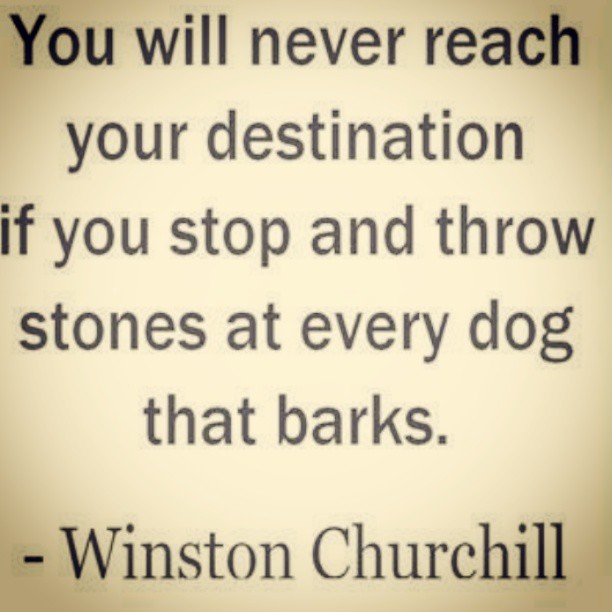 You will never reach
your destination
if you stop and throw
stones at every dog
that barks.
- Winston Churchill